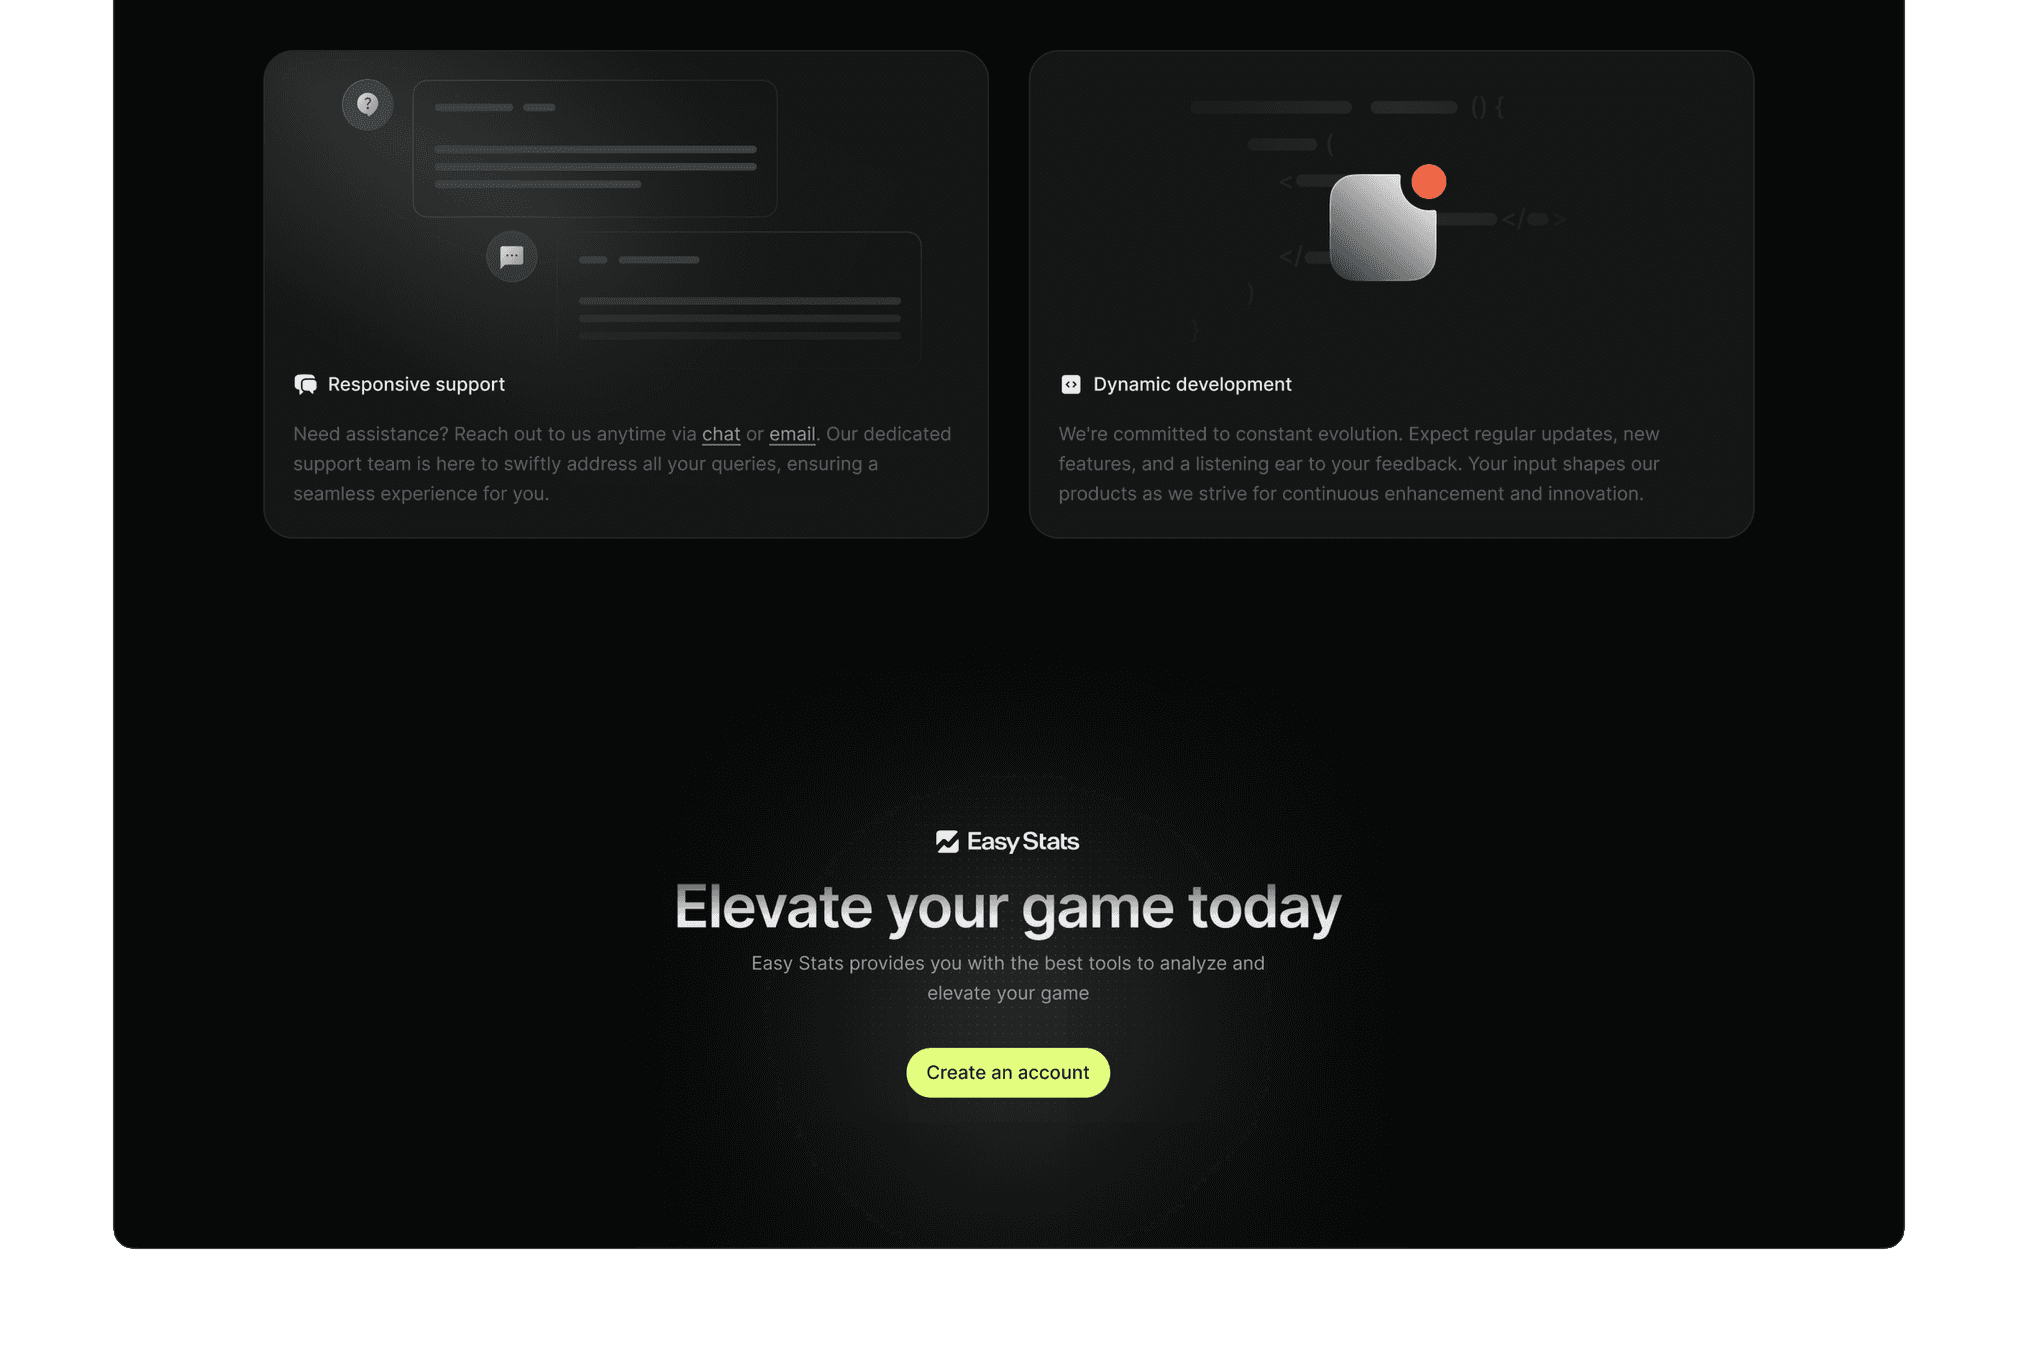 ?
() {
(
<
</ >
</
)
}
Responsive support
Need assistance? Reach out to us anytime via chat or email. Our dedicated
support team is here to swiftly address all your queries, ensuring a
seamless experience for you.
Dynamic development
We're committed to constant evolution. Expect regular updates, new
features, and a listening ear to your feedback. Your input shapes our
products as we strive for continuous enhancement and innovation.
Easy Stats
Elevate your game today
Easy Stats provides you with the best tools to analyze and
elevate your game
Create an account